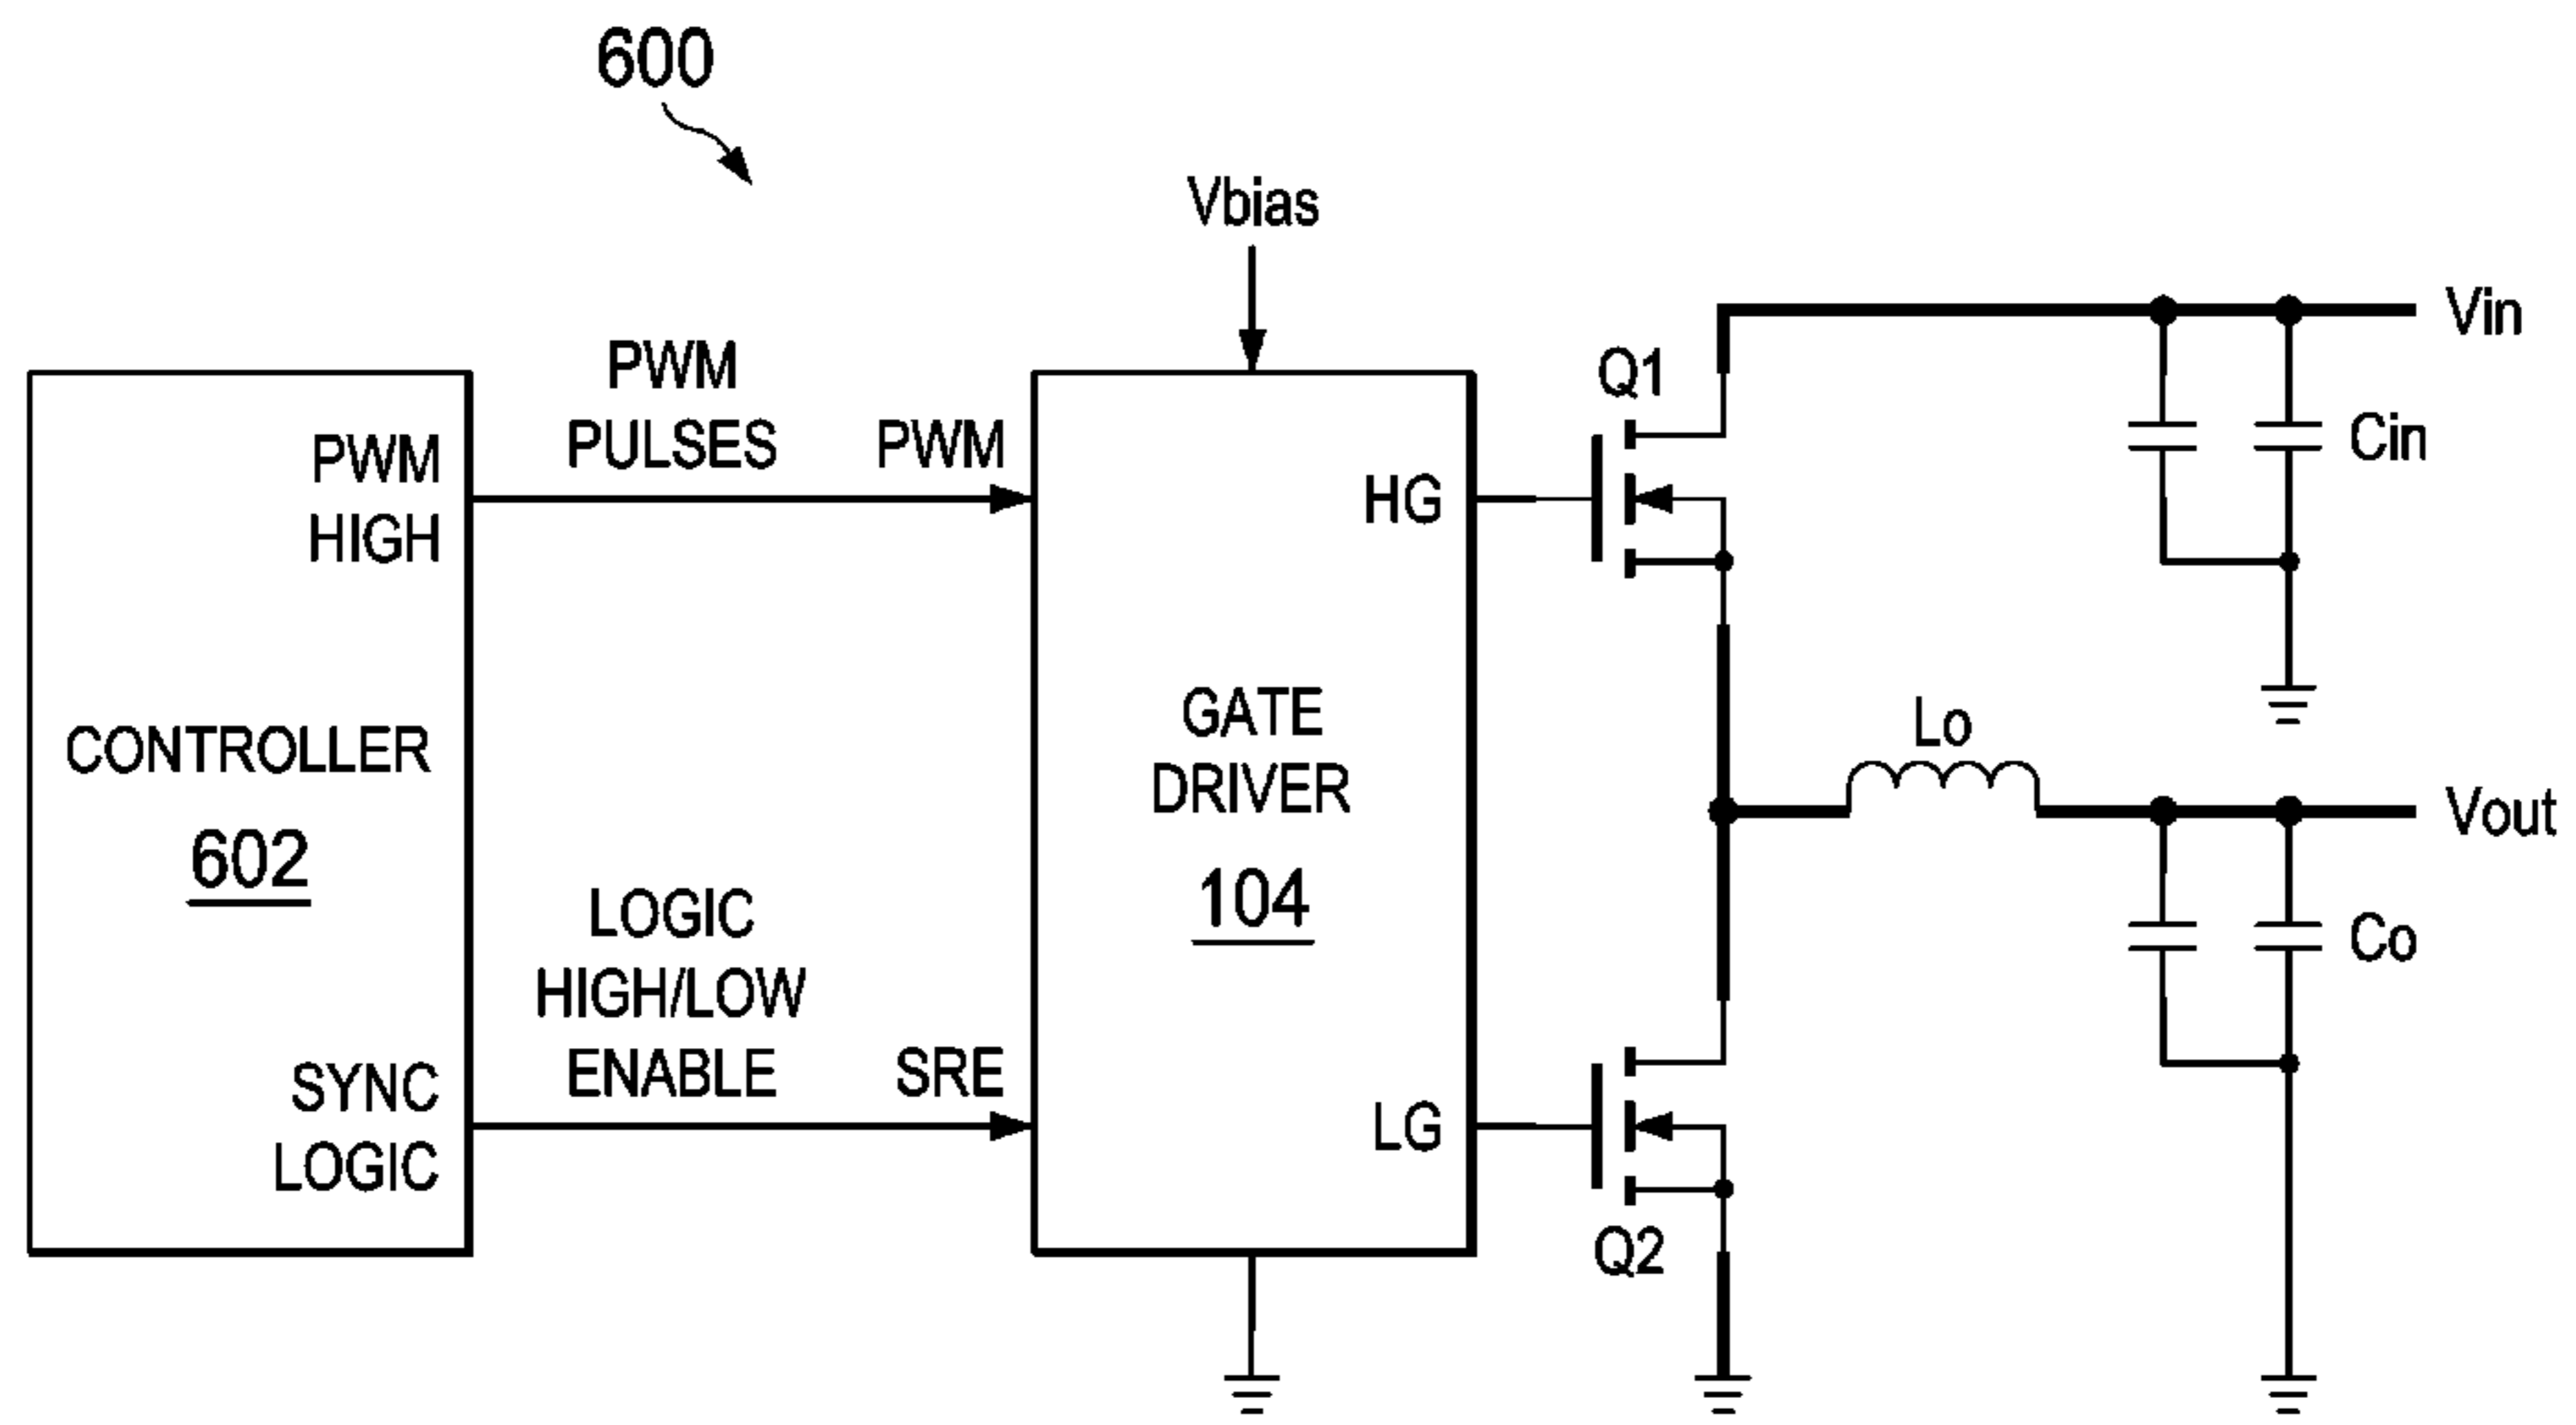 600
Vbias
Vin
PWM
PULSES
PWM
HIGH
PWM
Q1
Cin
HG
CONTROLLER
602
GATE
DRIVER
104
Lo
Vout
Co
LOGIC
HIGH/LOW
ENABLE
SYNC
LOGIC
SRE
LG
Q2